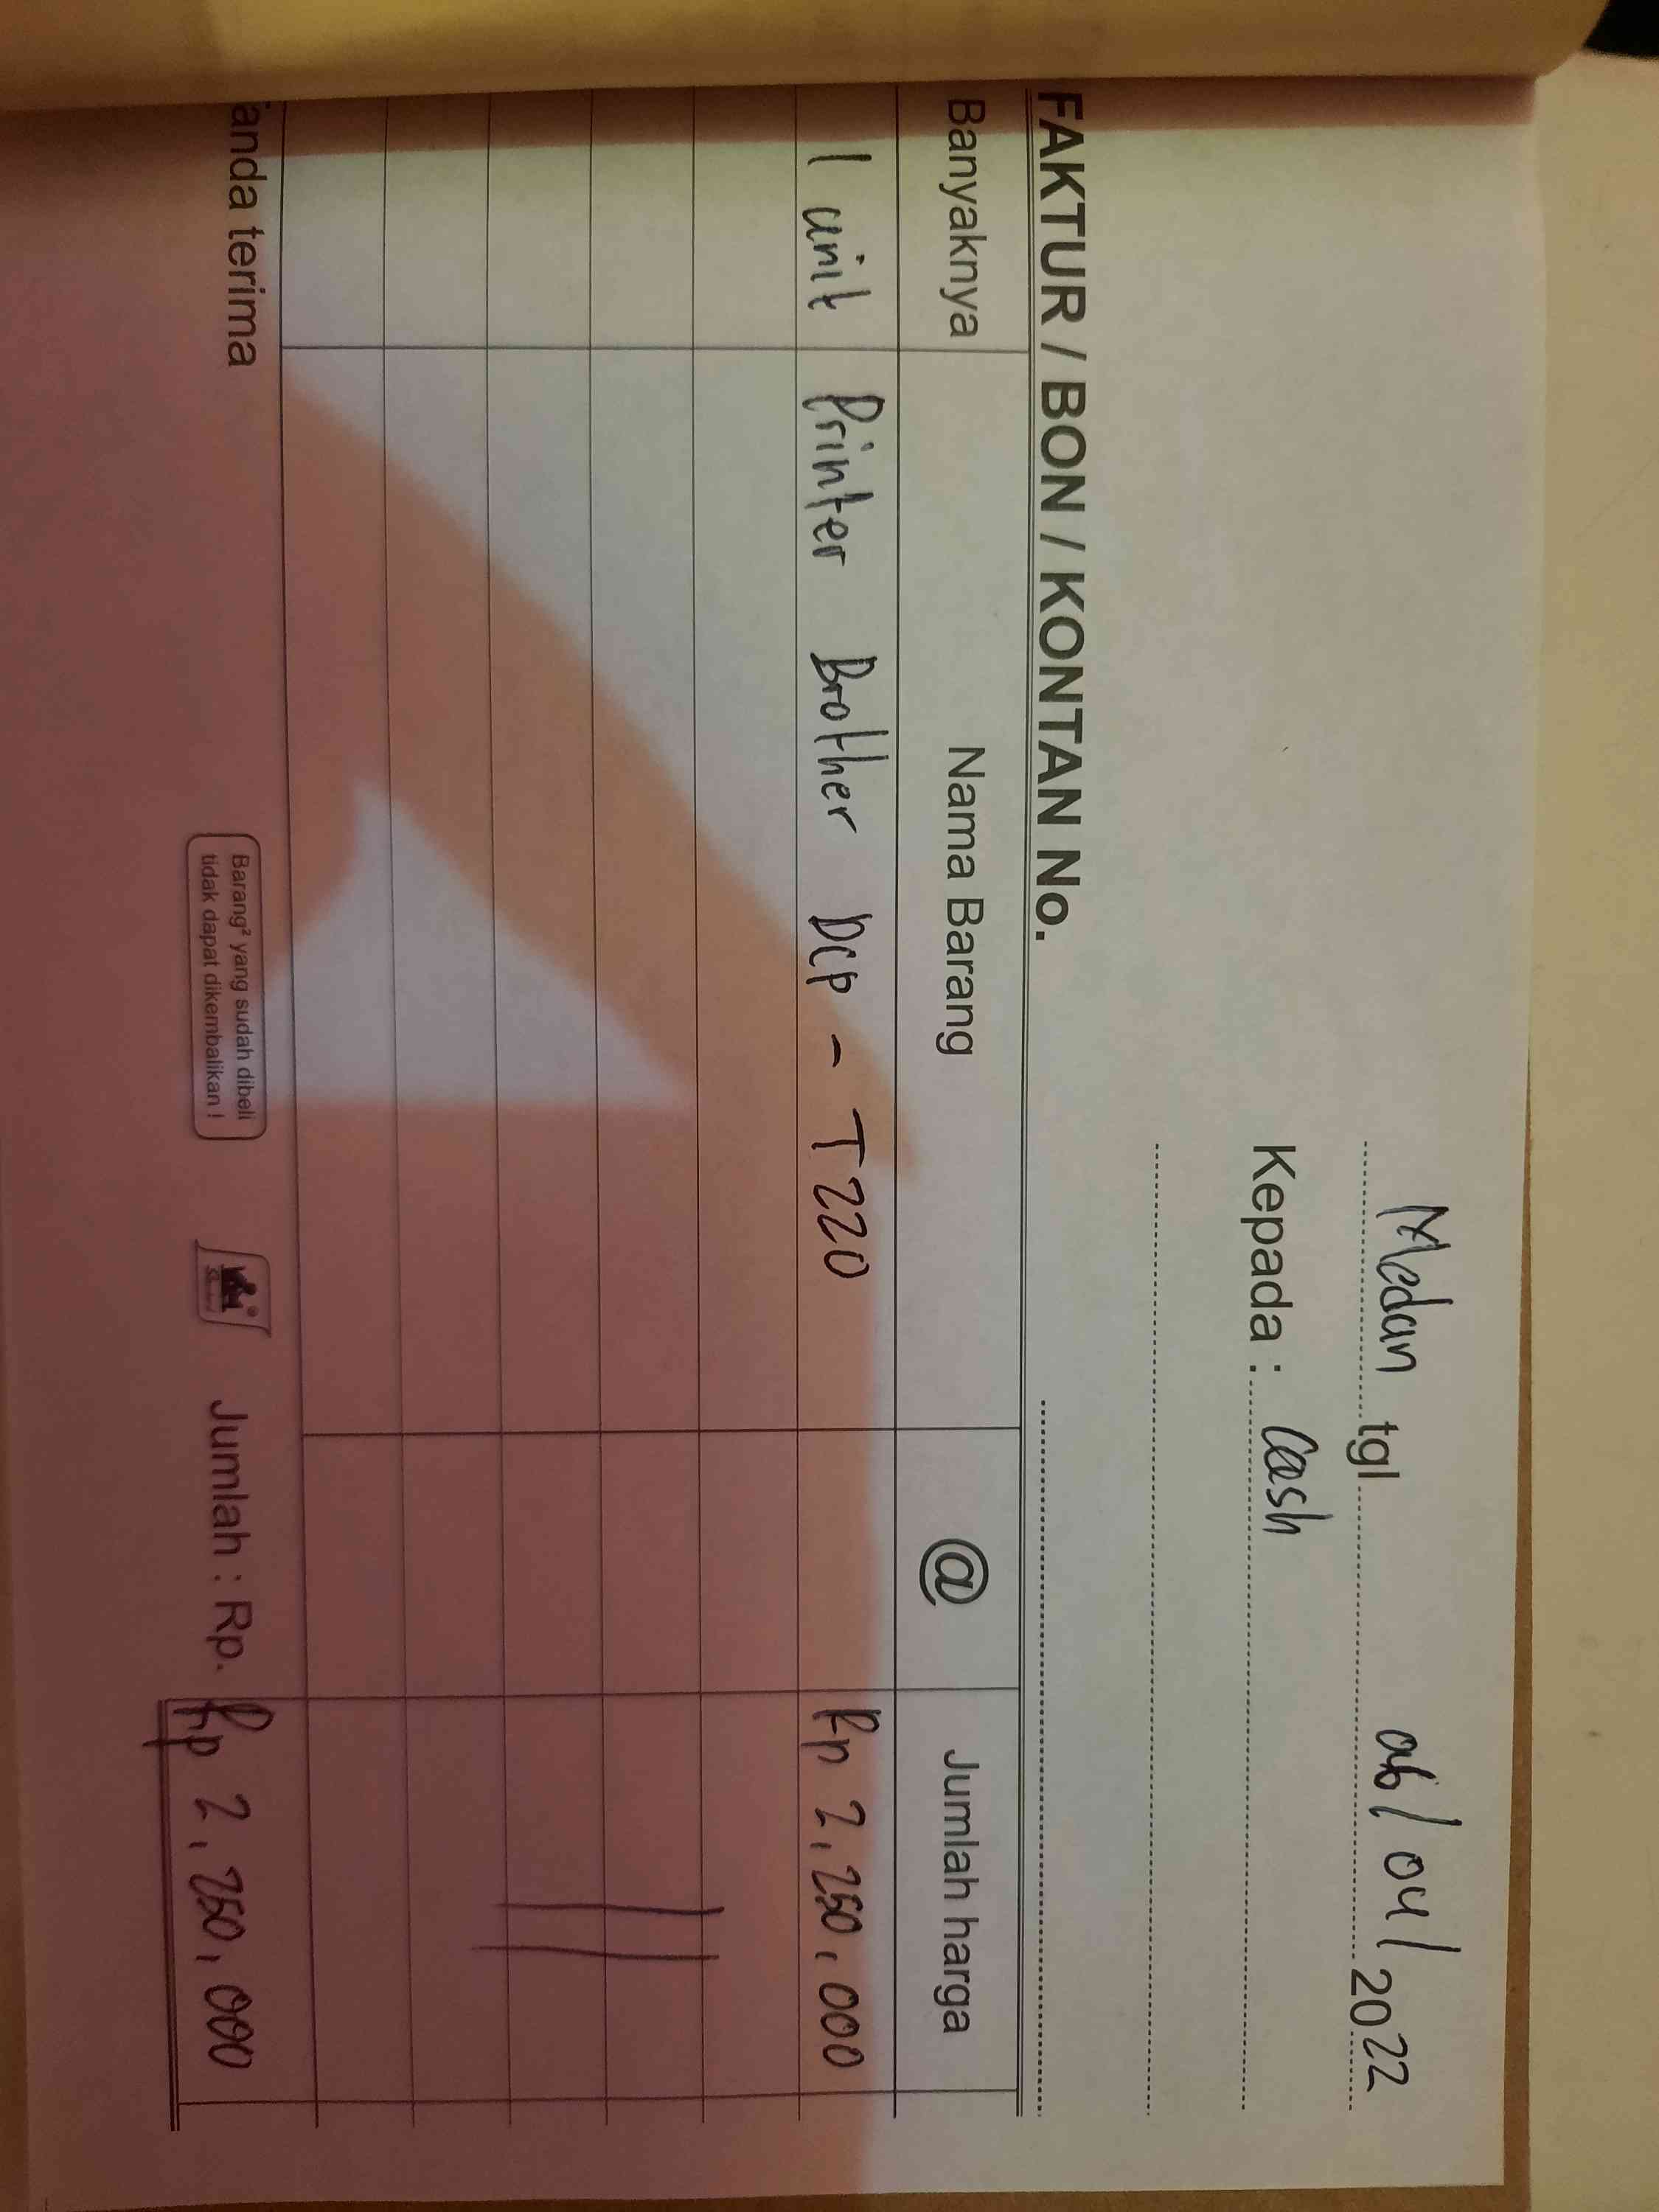 Medan tgl 06/04/2022
Kepada : Cash
FAKTUR / BON / KONTAN No.
Banyaknya Nama Barang @ Jumlah harga
1 unit Printer Brother DCP - T220 Rp 2,250,000
anda terima
Barang² yang sudah dibeli
tidak dapat dikembalikan !
Jumlah : Rp. Rp 2,250,000